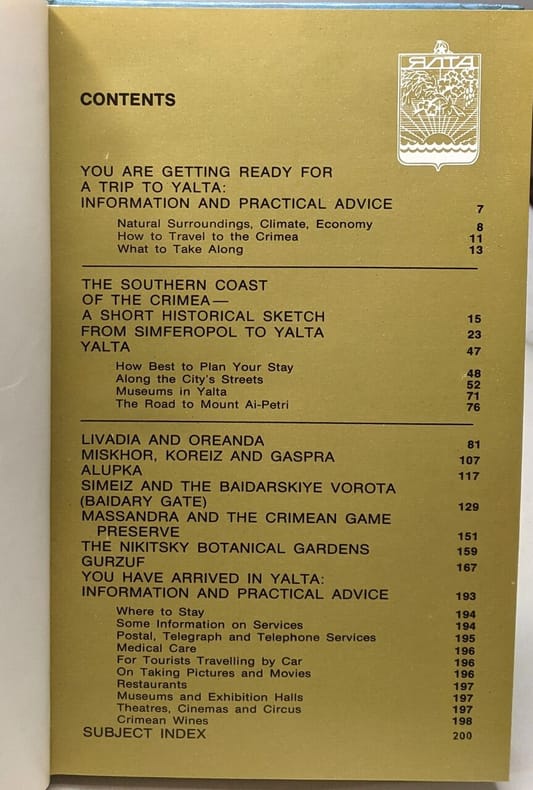 ЯЛТА
CONTENTS
YOU ARE GETTING READY FOR
A TRIP TO YALTA:
INFORMATION AND PRACTICAL ADVICE 7
Natural Surroundings, Climate, Economy 8
How to Travel to the Crimea 11
What to Take Along 13
THE SOUTHERN COAST
OF THE CRIMEA—
A SHORT HISTORICAL SKETCH 15
FROM SIMFEROPOL TO YALTA 23
YALTA 47
How Best to Plan Your Stay 48
Along the City's Streets 52
Museums in Yalta 71
The Road to Mount Ai-Petri 76
LIVADIA AND OREANDA 81
MISKHOR, KOREIZ AND GASPRA 107
ALUPKA 117
SIMEIZ AND THE BAIDARSKIYE VOROTA
(BAIDARY GATE) 129
MASSANDRA AND THE CRIMEAN GAME
PRESERVE 151
THE NIKITSKY BOTANICAL GARDENS 159
GURZUF 167
YOU HAVE ARRIVED IN YALTA:
INFORMATION AND PRACTICAL ADVICE 193
Where to Stay 194
Some Information on Services 194
Postal, Telegraph and Telephone Services 195
Medical Care 196
For Tourists Travelling by Car 196
On Taking Pictures and Movies 196
Restaurants 197
Museums and Exhibition Halls 197
Theatres, Cinemas and Circus 197
Crimean Wines 198
SUBJECT INDEX 200